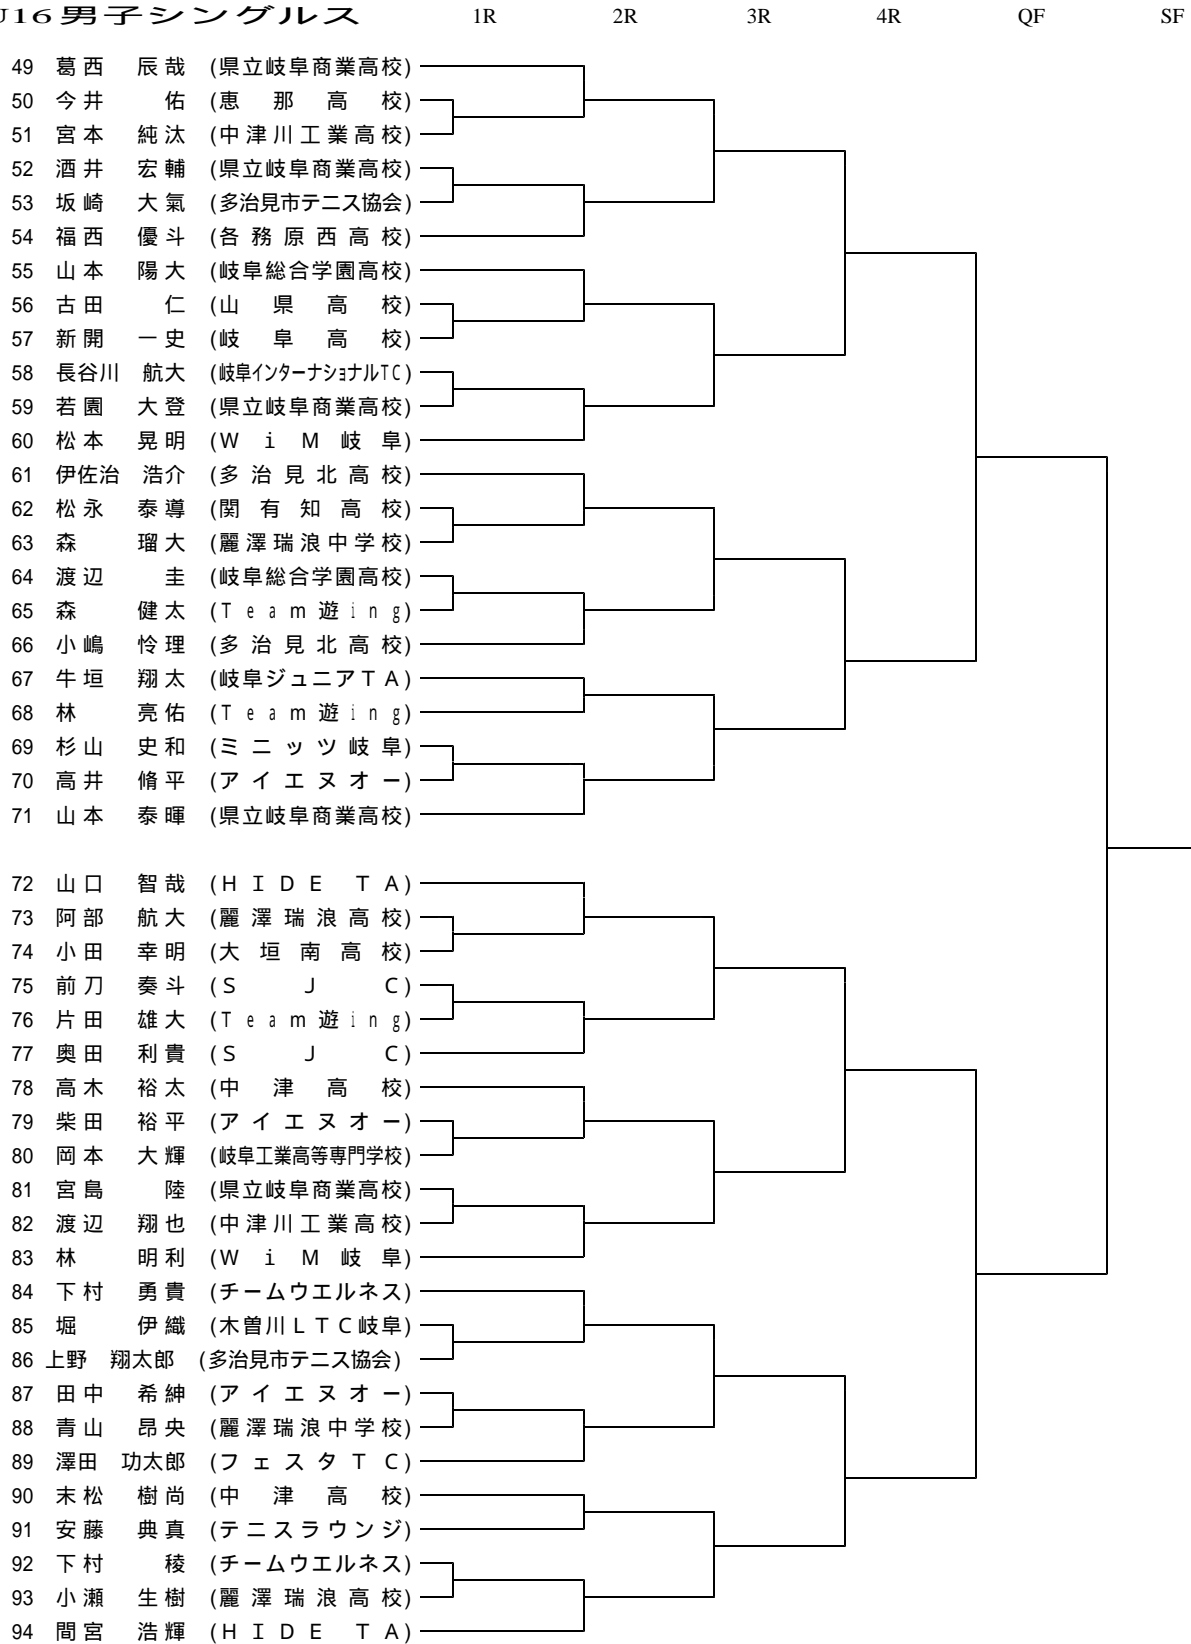 U16男子シングルス 1R 2R 3R 4R QF SF
49 葛西 辰哉 (県立岐阜商業高校)
50 今井 佑 (恵那高校)
51 宮本 純汰 (中津川工業高校)
52 酒井 宏輔 (県立岐阜商業高校)
53 坂崎 大氣 (多治見市テニス協会)
54 福西 優斗 (各務原西高校)
55 山本 陽大 (岐阜総合学園高校)
56 古田 仁 (山県高校)
57 新開 一史 (岐阜高校)
58 長谷川 航大 (岐阜インターナショナルTC)
59 若園 大登 (県立岐阜商業高校)
60 松本 晃明 (WiM岐阜)
61 伊佐治 浩介 (多治見北高校)
62 松永 泰導 (関有知高校)
63 森 瑠大 (麗澤瑞浪中学校)
64 渡辺 圭 (岐阜総合学園高校)
65 森 健太 (Team遊ing)
66 小嶋 怜理 (多治見北高校)
67 牛垣 翔太 (岐阜ジュニアTA)
68 林 亮佑 (Team遊ing)
69 杉山 史和 (ミニッツ岐阜)
70 高井 脩平 (アイエヌオー)
71 山本 泰暉 (県立岐阜商業高校)
72 山口 智哉 (HIDE TA)
73 阿部 航大 (麗澤瑞浪高校)
74 小田 幸明 (大垣南高校)
75 前刀 奏斗 (SJC)
76 片田 雄大 (Team遊ing)
77 奥田 利貴 (SJC)
78 高木 裕太 (中津高校)
79 柴田 裕平 (アイエヌオー)
80 岡本 大輝 (岐阜工業高等専門学校)
81 宮島 陸 (県立岐阜商業高校)
82 渡辺 翔也 (中津川工業高校)
83 林 明利 (WiM岐阜)
84 下村 勇貴 (チームウエルネス)
85 堀 伊織 (木曽川LTC岐阜)
86 上野 翔太郎 (多治見市テニス協会)
87 田中 希紳 (アイエヌオー)
88 青山 昂央 (麗澤瑞浪中学校)
89 澤田 功太郎 (フェスタTC)
90 末松 樹尚 (中津高校)
91 安藤 典真 (テニスラウンジ)
92 下村 稜 (チームウエルネス)
93 小瀬 生樹 (麗澤瑞浪高校)
94 間宮 浩輝 (HIDE TA)